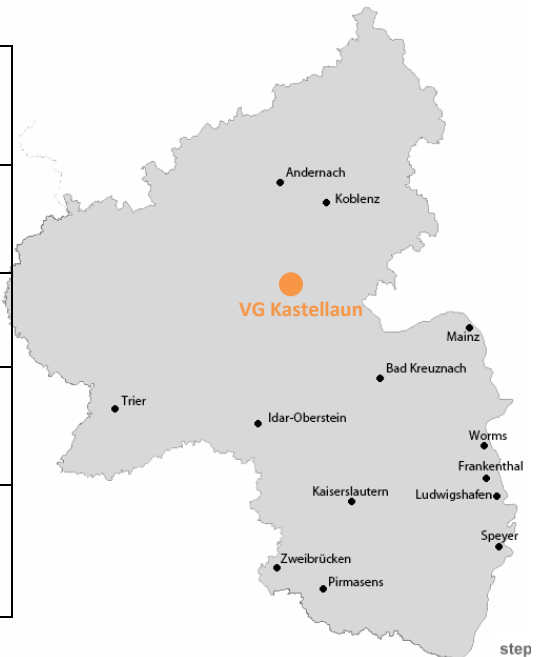 Andernach
Koblenz
VG Kastellaun
Mainz
Bad Kreuznach
Trier
Idar-Oberstein
Worms
Frankenthal
Kaiserslautern
Ludwigshafen
Speyer
Zweibrücken
Pirmasens
step